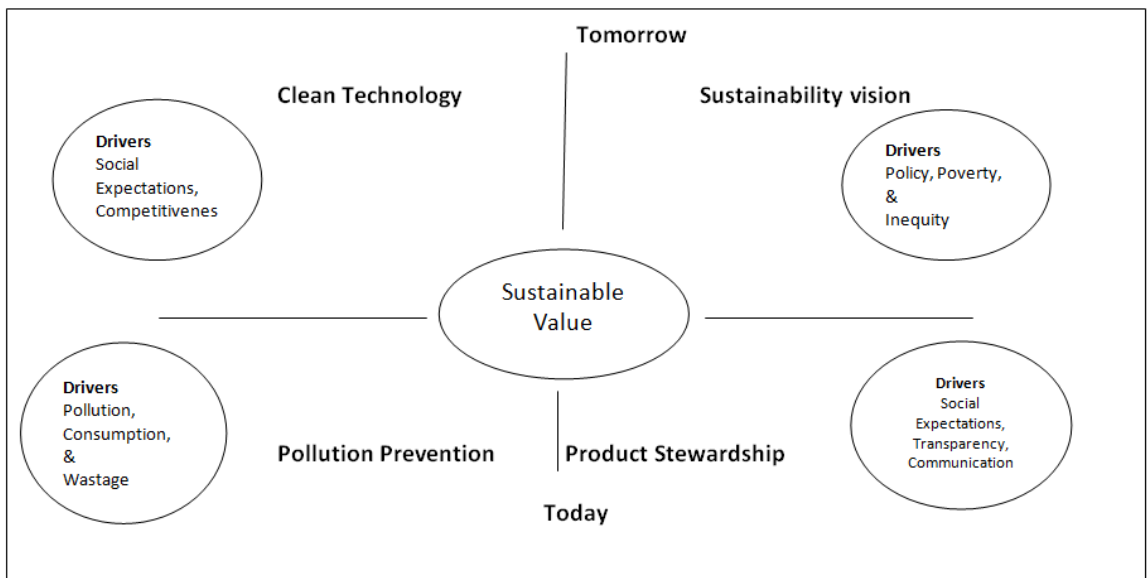 Tomorrow
Clean Technology
Sustainability vision
Drivers
Social
Expectations,
Competitivenes
Drivers
Policy, Poverty,
&
Inequity
Sustainable
Value
Drivers
Pollution,
Consumption,
&
Wastage
Drivers
Social
Expectations,
Transparency,
Communication
Pollution Prevention
Product Stewardship
Today